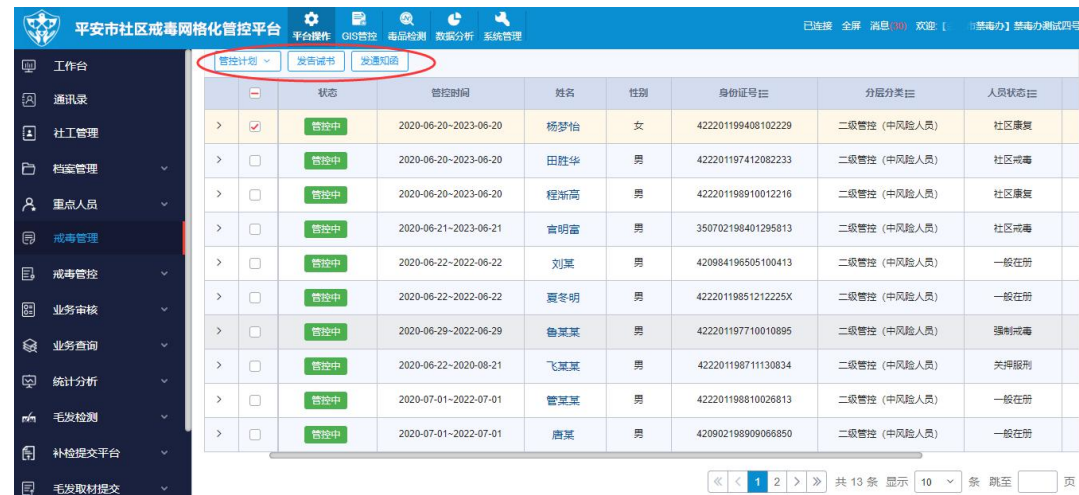 平安市社区戒毒网格化管控平台 平台操作 GIS管控 毒品检测 数据分析 系统管理 已连接 全屏 消息(30) 欢迎: [ 禁毒办] 禁毒办测试四号
工作台
通讯录
社工管理
档案管理
重点人员
戒毒管理
戒毒管控
业务审核
业务查询
统计分析
毛发检测
补检提交平台
毛发取材提交
管控计划 发告诫书 发通知函
状态 管控时间 姓名 性别 身份证号 分层分类 人员状态
管控中 2020-06-20~2023-06-20 杨梦怡 女 422201199408102229 二级管控（中风险人员） 社区康复
管控中 2020-06-20~2023-06-20 田胜华 男 422201197412082233 二级管控（中风险人员） 社区戒毒
管控中 2020-06-20~2023-06-20 程渐高 男 422201198910012216 二级管控（中风险人员） 社区康复
管控中 2020-06-21~2023-06-21 官明富 男 350702198401295813 二级管控（中风险人员） 社区戒毒
管控中 2020-06-22~2022-06-22 刘某 男 420984196505100413 二级管控（中风险人员） 一般在册
管控中 2020-06-22~2022-06-22 夏冬明 男 42220119851212225X 二级管控（中风险人员） 一般在册
管控中 2020-06-29~2022-06-29 鲁某某 男 422201197710010895 二级管控（中风险人员） 强制戒毒
管控中 2020-06-22~2020-08-21 飞某某 男 422201198711130834 二级管控（中风险人员） 关押服刑
管控中 2020-07-01~2022-07-01 管某某 男 422201198810026813 二级管控（中风险人员） 一般在册
管控中 2020-07-01~2022-07-01 唐某 男 420902198909066850 二级管控（中风险人员） 一般在册
1 2 共 13 条 显示 10 条 跳至 页